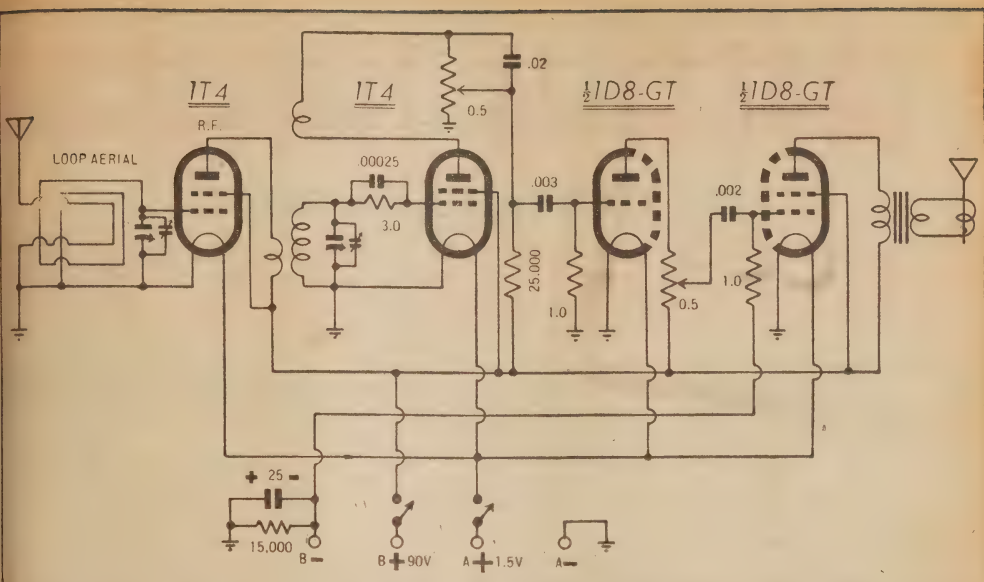 1T4
1T4
½1D8-GT
½1D8-GT
R.F.
.02
0.5
LOOP AERIAL
.00025
3.0
.003
.002
25.000
1.0
0.5
1.0
+ 25 -
15,000
B -
B + 90V
A + 1.5V
A -